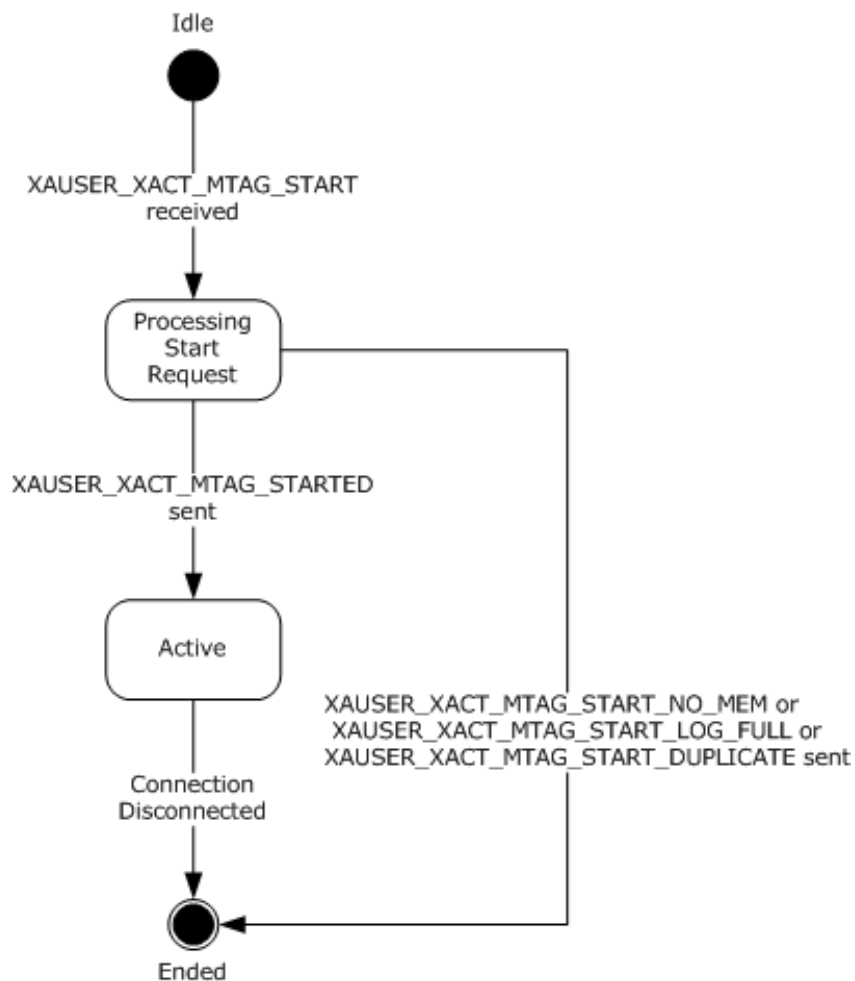 Idle
XAUSER_XACT_MTAG_START
received
Processing
Start
Request
XAUSER_XACT_MTAG_STARTED
sent
Active
XAUSER_XACT_MTAG_START_NO_MEM or
XAUSER_XACT_MTAG_START_LOG_FULL or
XAUSER_XACT_MTAG_START_DUPLICATE sent
Connection
Disconnected
Ended